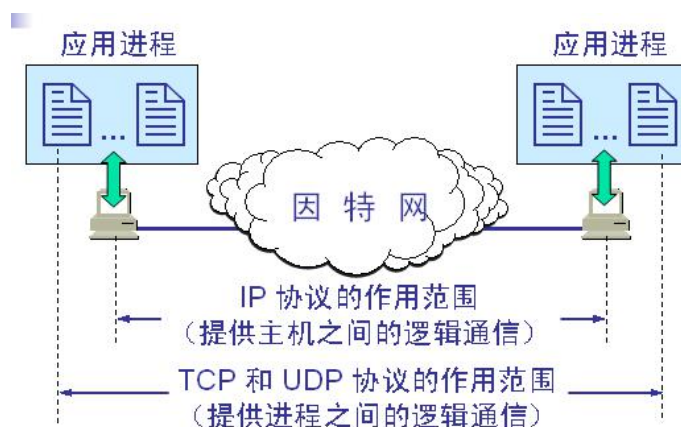 应用进程
应用进程
...
...
因特网
IP 协议的作用范围
（提供主机之间的逻辑通信）
TCP 和 UDP 协议的作用范围
（提供进程之间的逻辑通信）